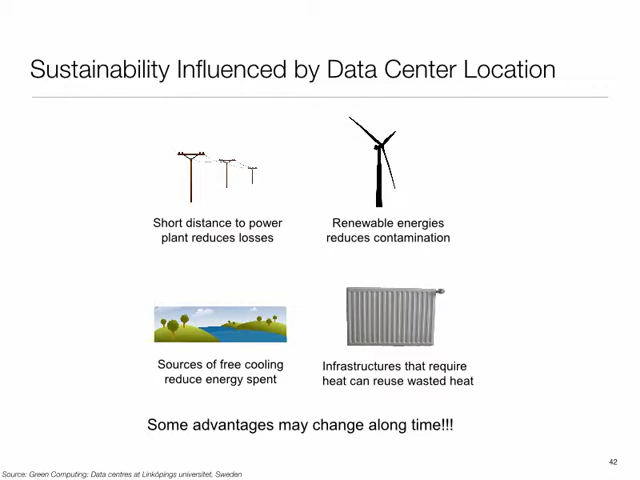 Sustainability Influenced by Data Center Location
Short distance to power
plant reduces losses
Renewable energies
reduces contamination
Sources of free cooling
reduce energy spent
Infrastructures that require
heat can reuse wasted heat
Some advantages may change along time!!!
42
Source: Green Computing: Data centres at Linköpings universitet, Sweden